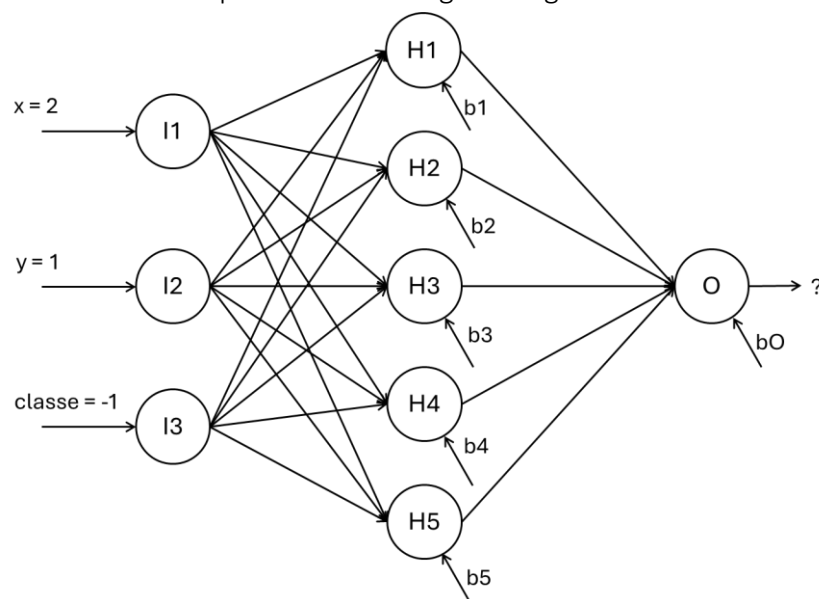 x = 2
I1
y = 1
I2
classe = -1
I3
H1
b1
H2
b2
H3
b3
H4
b4
H5
b5
O
?
bO